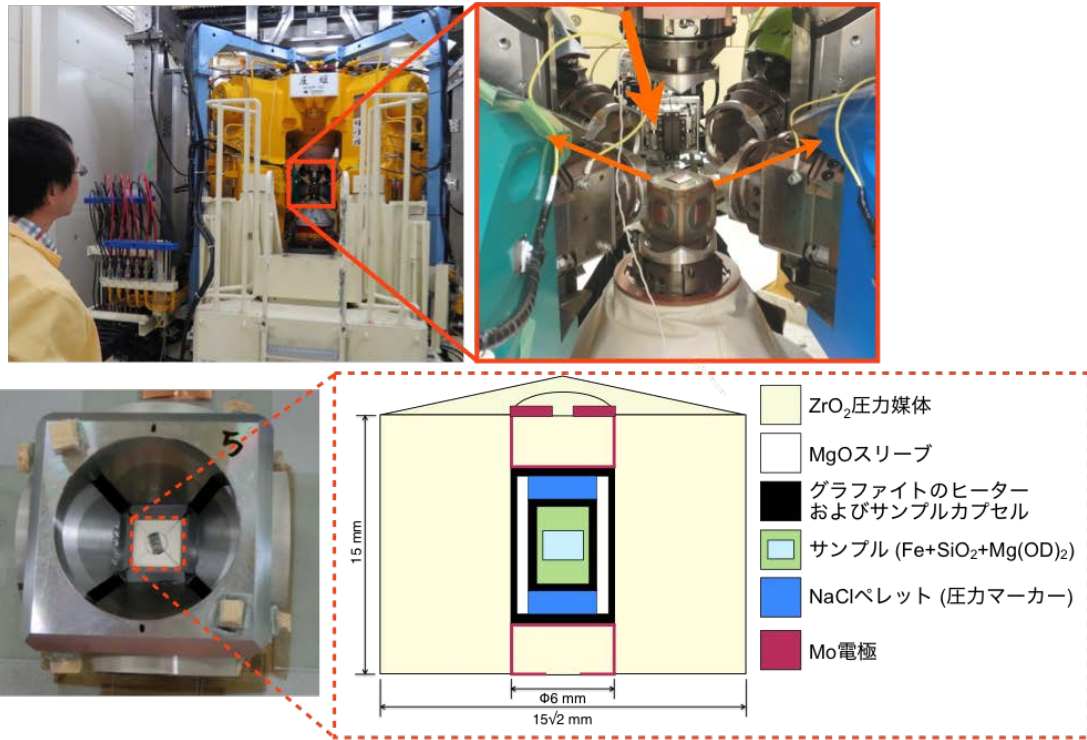 圧姫
5
ZrO₂圧力媒体
MgOスリーブ
グラファイトのヒーター
およびサンプルカプセル
サンプル (Fe+SiO₂+Mg(OD)₂)
NaClペレット (圧力マーカー)
Mo電極
15 mm
Φ6 mm
15√2 mm